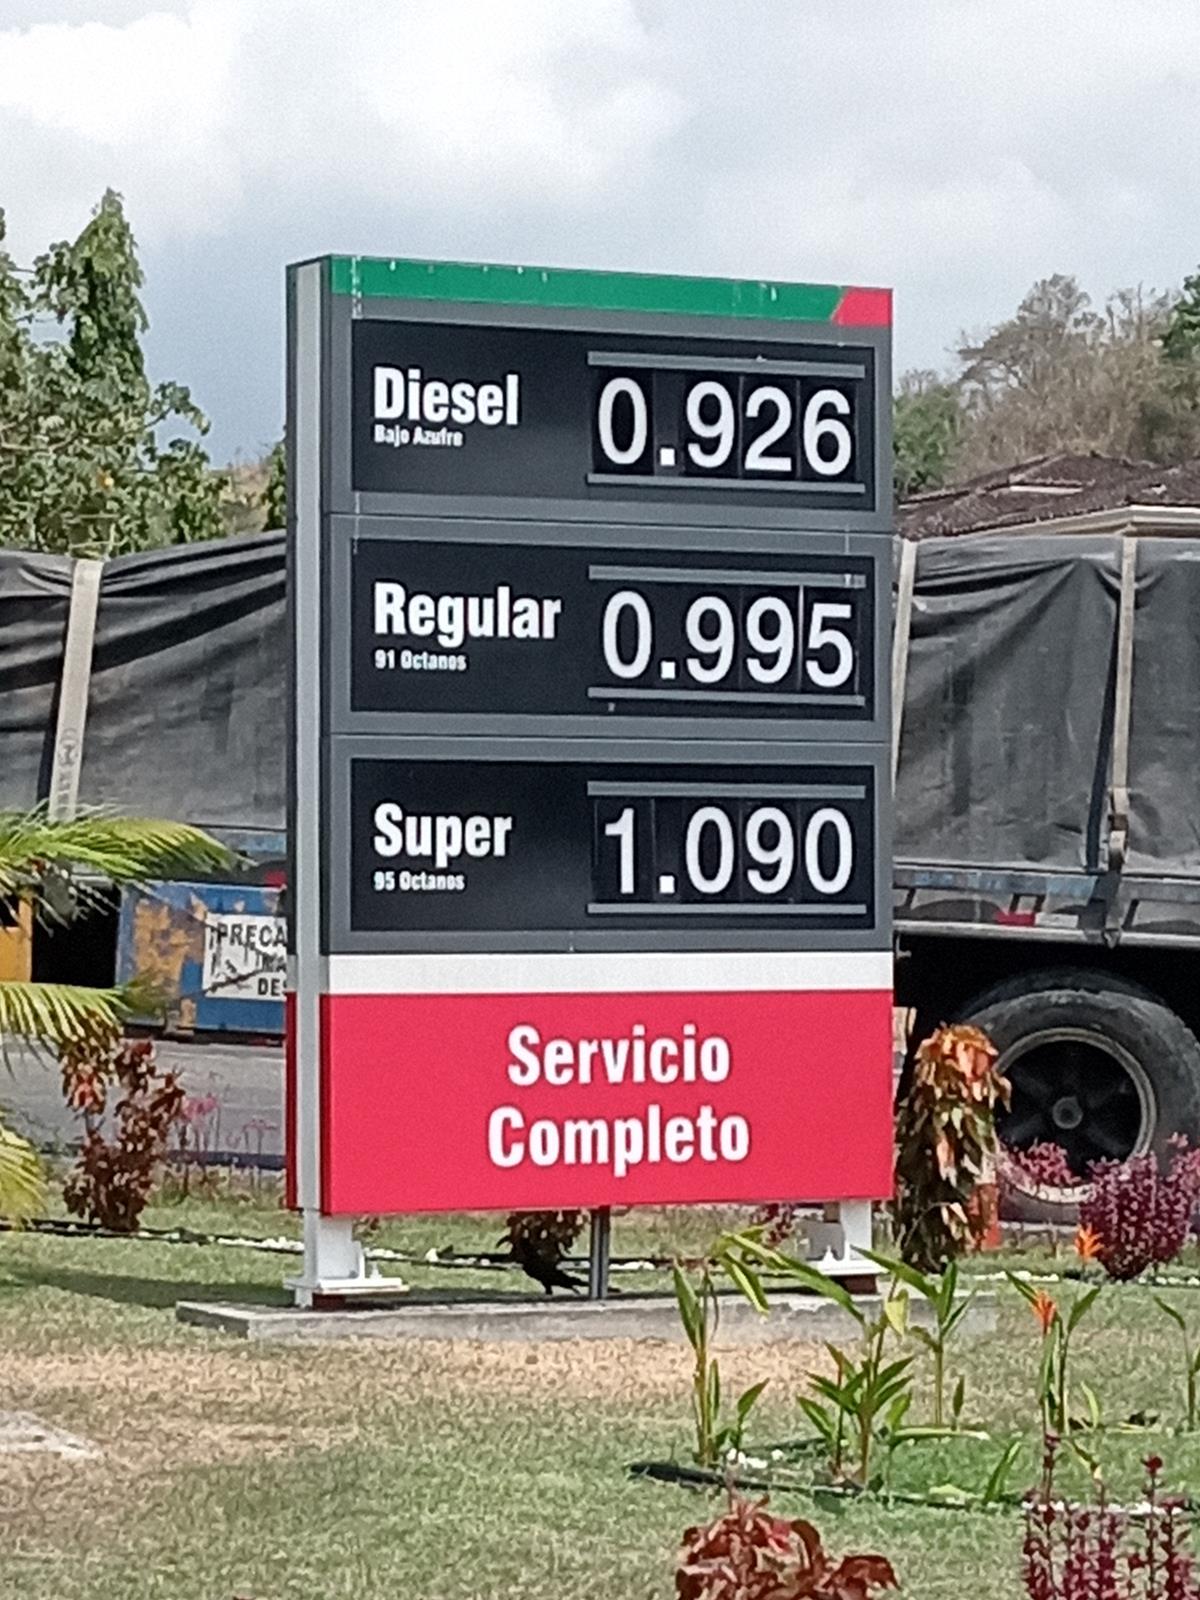 Diesel 0.926
Bajo Azufre
Regular 0.995
91 Octanos
Super 1.090
95 Octanos
Servicio
Completo